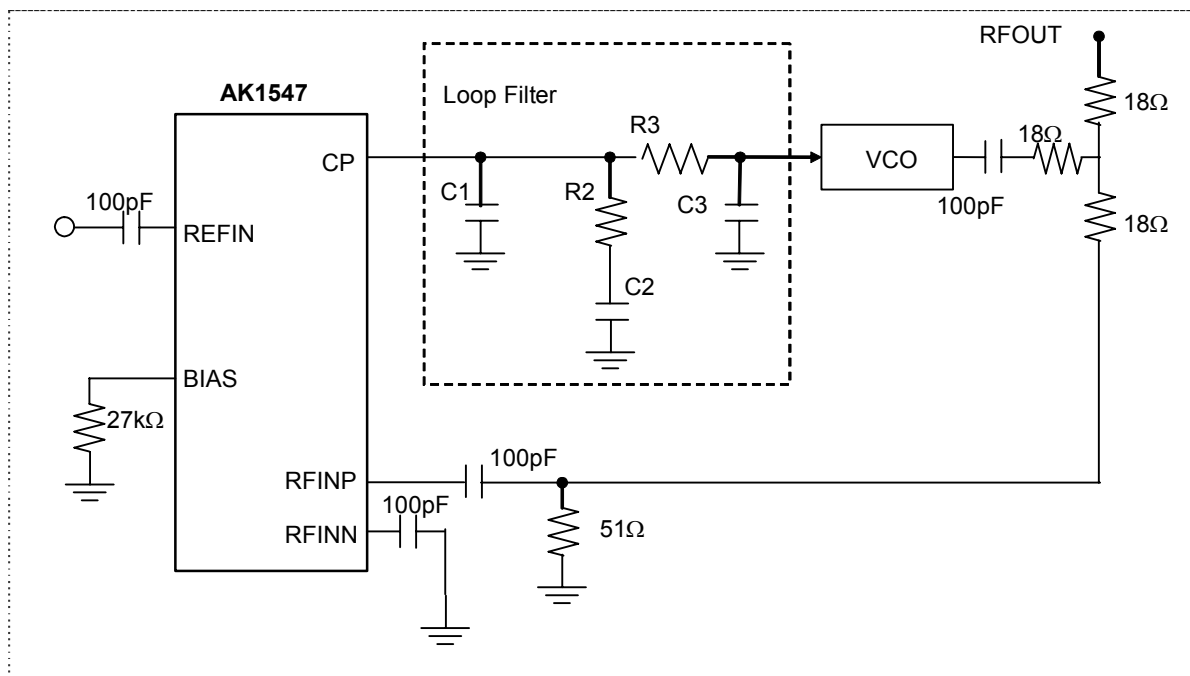 RFOUT
AK1547
Loop Filter
18Ω
R3
18Ω
CP
VCO
C1
R2
C3
100pF
100pF
REFIN
18Ω
C2
BIAS
27kΩ
100pF
RFINP
100pF
RFINN
51Ω